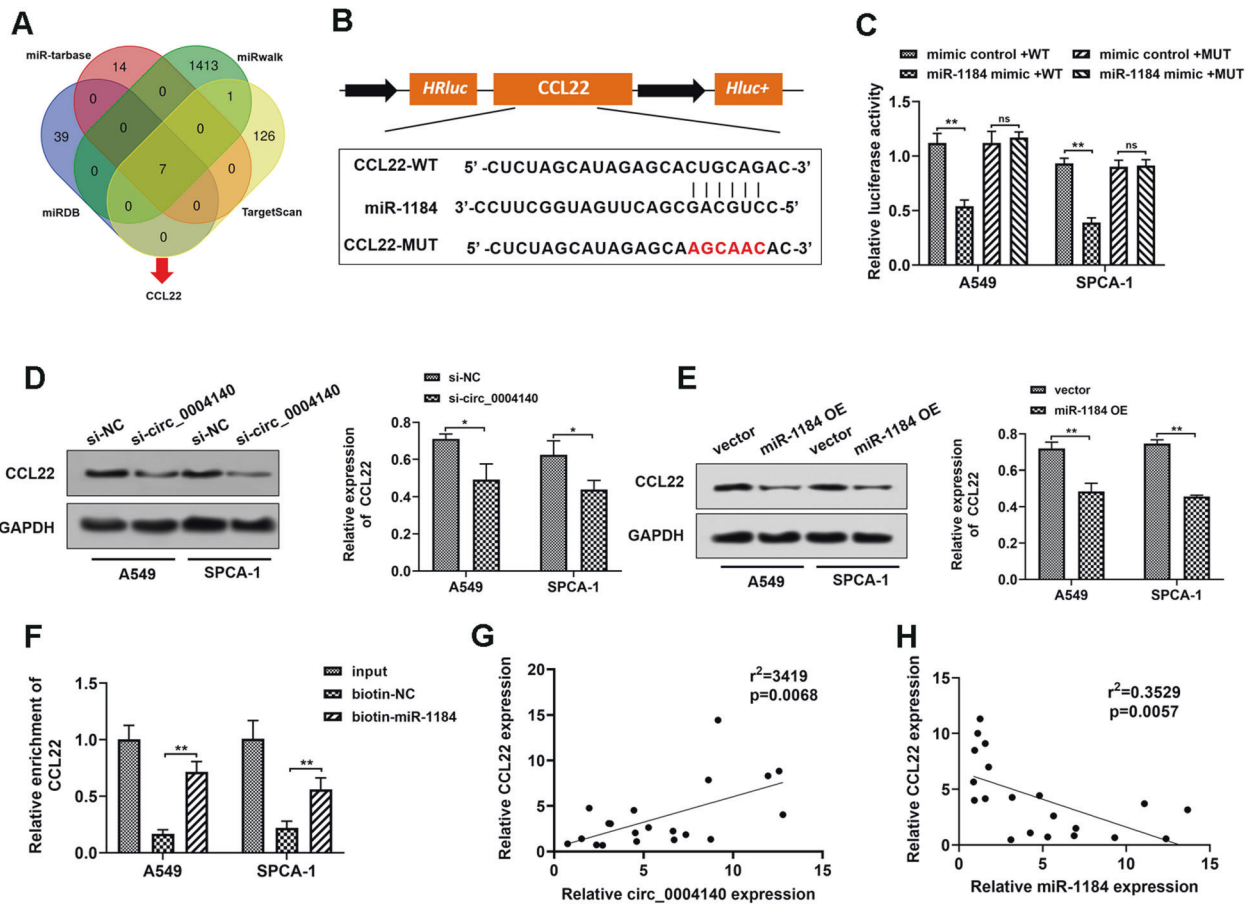 A
miR-tarbase
miRwalk
14
1413
0
0
1
39
0
0
126
0
7
0
0
0
miRDB
TargetScan
0
CCL22
B
HRluc
CCL22
Hluc+
CCL22-WT 5’ -CUCUAGCAUAGAGCACUGCAGAC-3’
miR-1184 3’-CCUUCGGUAGUUCAGCGACGUCC-5’
CCL22-MUT 5’ -CUCUAGCAUAGAGCAAGCAACAC-3’
C
mimic control +WT
mimic control +MUT
miR-1184 mimic +WT
miR-1184 mimic +MUT
Relative luciferase activity
1.5
1.0
0.5
0.0
**
ns
**
ns
A549
SPCA-1
D
si-NC
si-circ_0004140
si-NC
si-circ_0004140
CCL22
GAPDH
A549
SPCA-1
si-NC
si-circ_0004140
Relative expression
of CCL22
0.8
0.6
0.4
0.2
0.0
*
*
A549
SPCA-1
E
vector
miR-1184 OE
vector
miR-1184 OE
CCL22
GAPDH
A549
SPCA-1
vector
miR-1184 OE
Relative expression
of CCL22
0.8
0.6
0.4
0.2
0.0
**
**
A549
SPCA-1
F
input
biotin-NC
biotin-miR-1184
Relative enrichment of
CCL22
1.5
1.0
0.5
0.0
**
**
A549
SPCA-1
G
Relative CCL22 expression
20
15
10
5
0
r²=3419
p=0.0068
0
5
10
15
Relative circ_0004140 expression
H
Relative CCL22 expression
15
10
5
0
r²=0.3529
p=0.0057
0
5
10
15
Relative miR-1184 expression